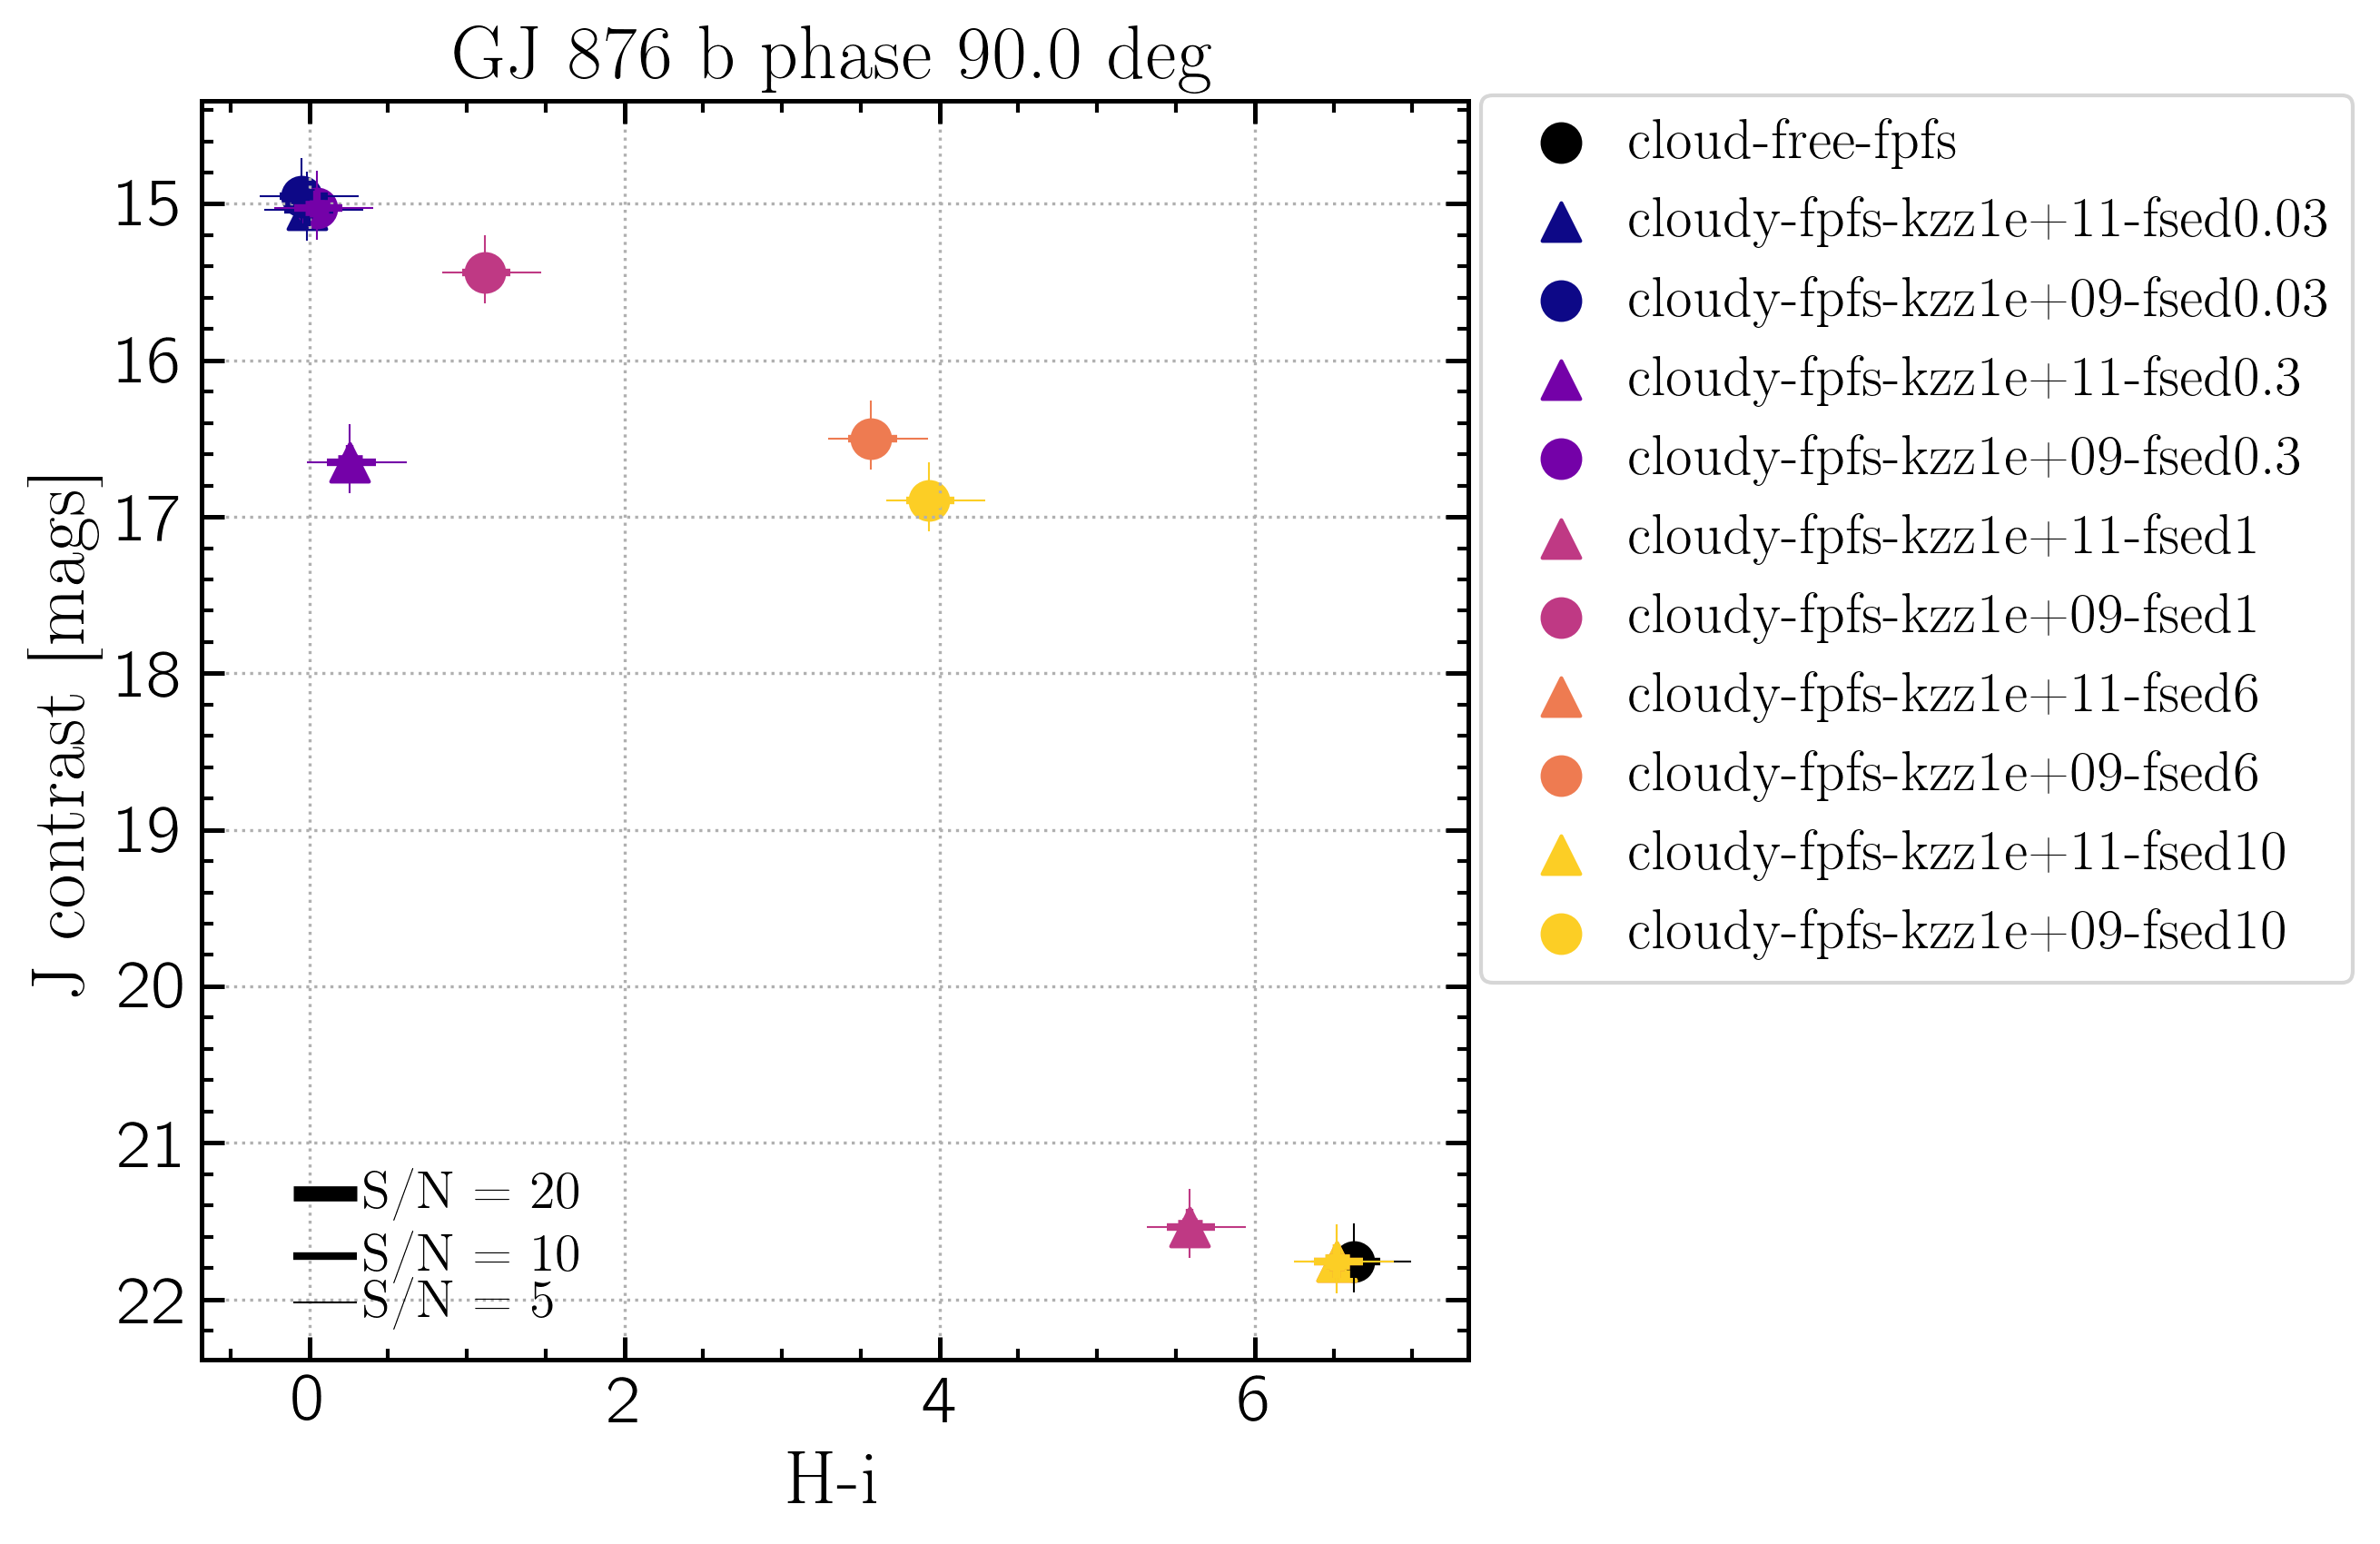 GJ 876 b phase 90.0 deg
J contrast [mags]
15
16
17
18
19
20
21
22
S/N = 20
S/N = 10
S/N = 5
0
2
4
6
H-i
cloud-free-fpfs
cloudy-fpfs-kzz1e+11-fsed0.03
cloudy-fpfs-kzz1e+09-fsed0.03
cloudy-fpfs-kzz1e+11-fsed0.3
cloudy-fpfs-kzz1e+09-fsed0.3
cloudy-fpfs-kzz1e+11-fsed1
cloudy-fpfs-kzz1e+09-fsed1
cloudy-fpfs-kzz1e+11-fsed6
cloudy-fpfs-kzz1e+09-fsed6
cloudy-fpfs-kzz1e+11-fsed10
cloudy-fpfs-kzz1e+09-fsed10